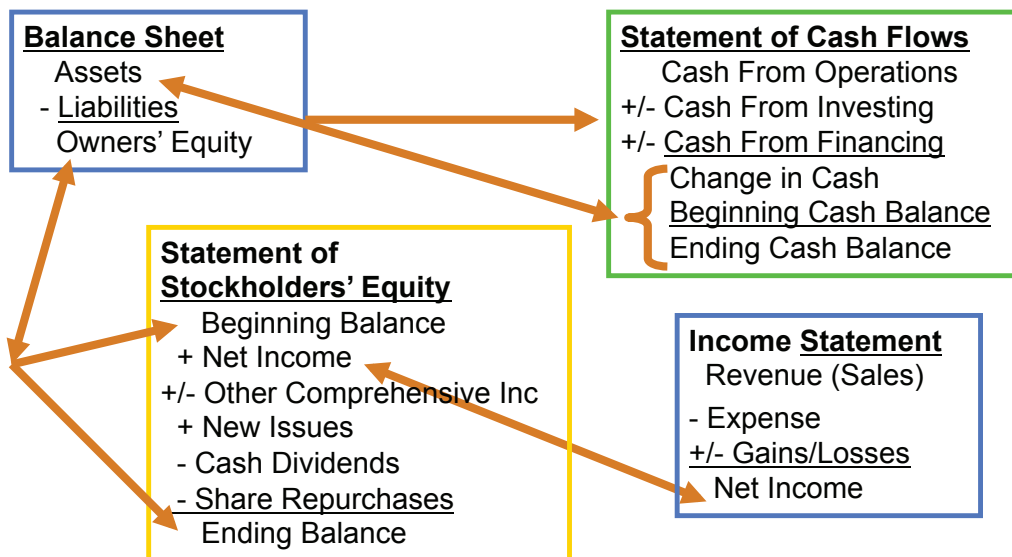 Balance Sheet
Assets
- Liabilities
Owners’ Equity
Statement of Cash Flows
Cash From Operations
+/- Cash From Investing
+/- Cash From Financing
Change in Cash
Beginning Cash Balance
Ending Cash Balance
Statement of
Stockholders’ Equity
Beginning Balance
+ Net Income
+/- Other Comprehensive Inc
+ New Issues
- Cash Dividends
- Share Repurchases
Ending Balance
Income Statement
Revenue (Sales)
- Expense
+/- Gains/Losses
Net Income